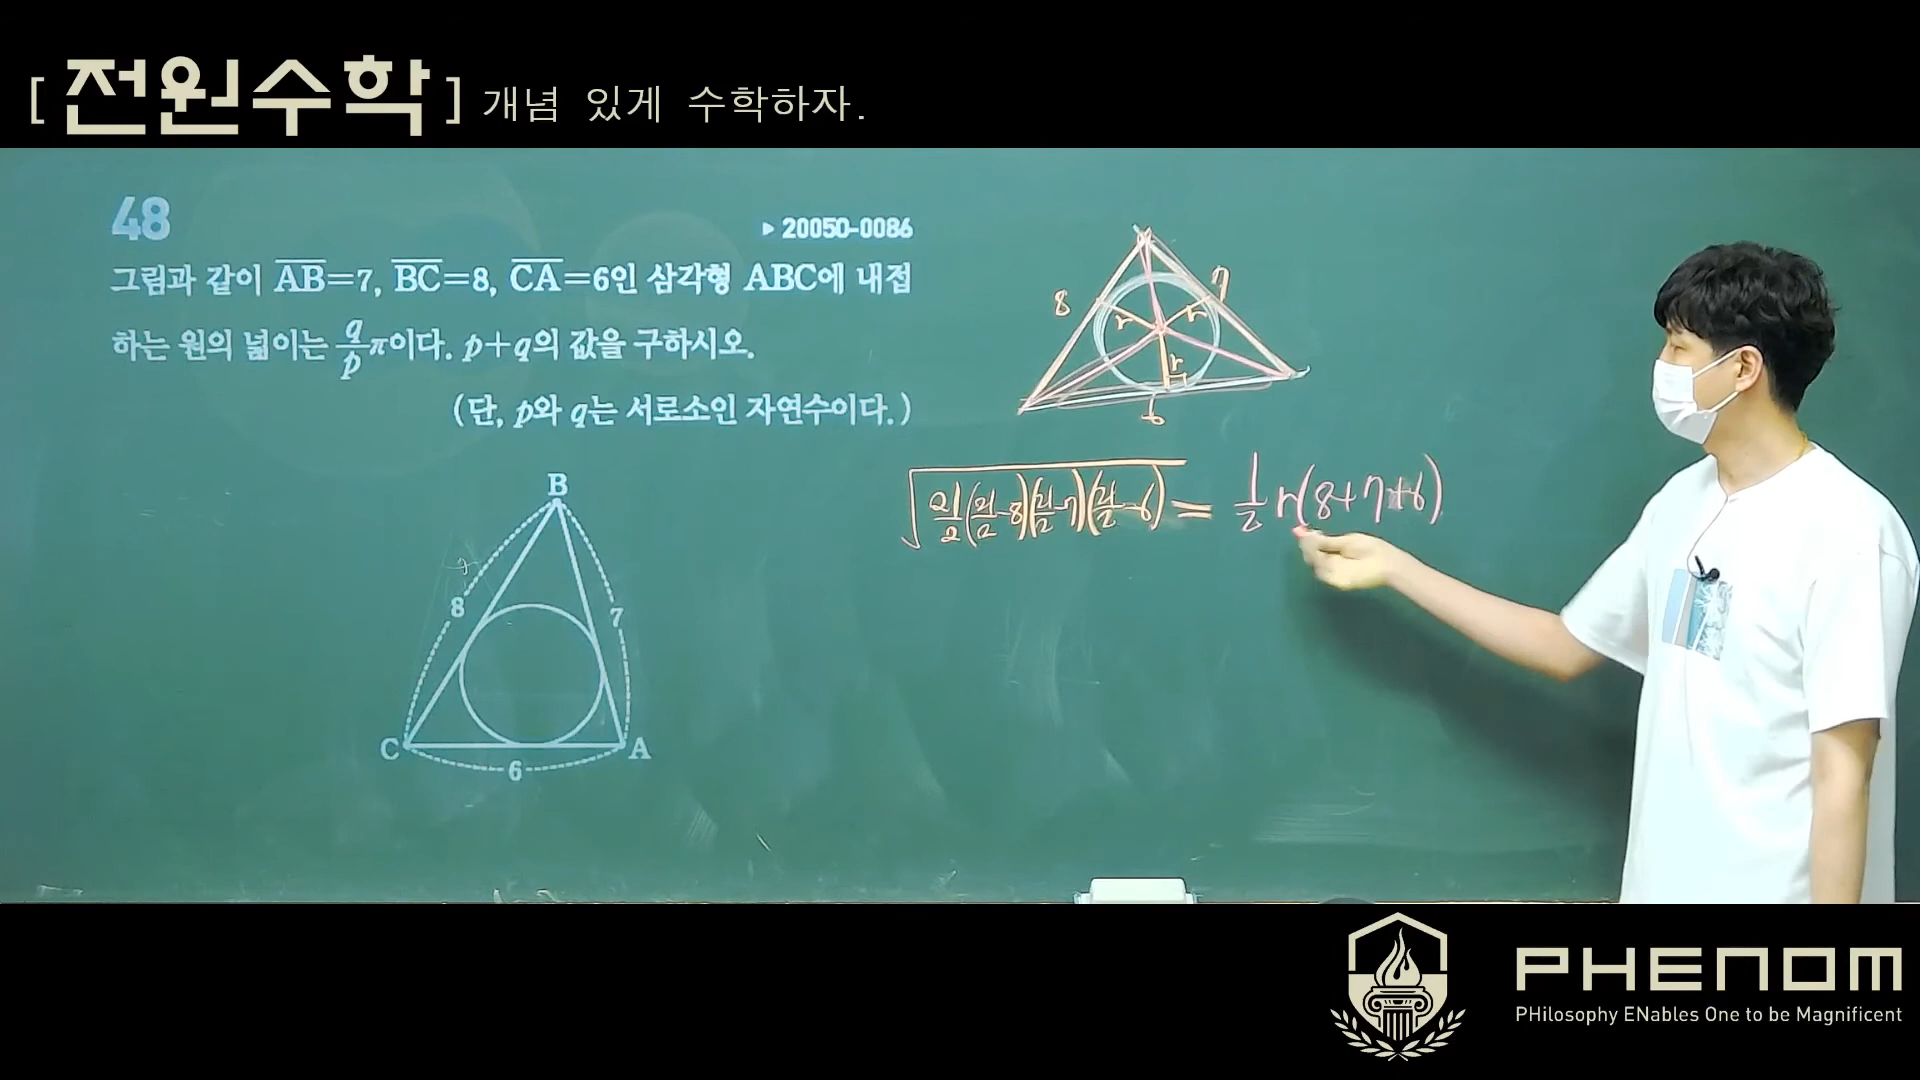 [전원수학] 개념 있게 수학하자.
48
▶ 20050-0086
그림과 같이 AB=7, BC=8, CA=6인 삼각형 ABC에 내접
하는 원의 넓이는 q/p π이다. p+q의 값을 구하시오.
(단, p와 q는 서로소인 자연수이다.)
B
8
7
C
A
6
8
7
r
r
r
6
√(21/2(21/2-8)(21/2-7)(21/2-6)) = 1/2 r(8+7+6)
PHENOM
PHilosophy ENables One to be Magnificent